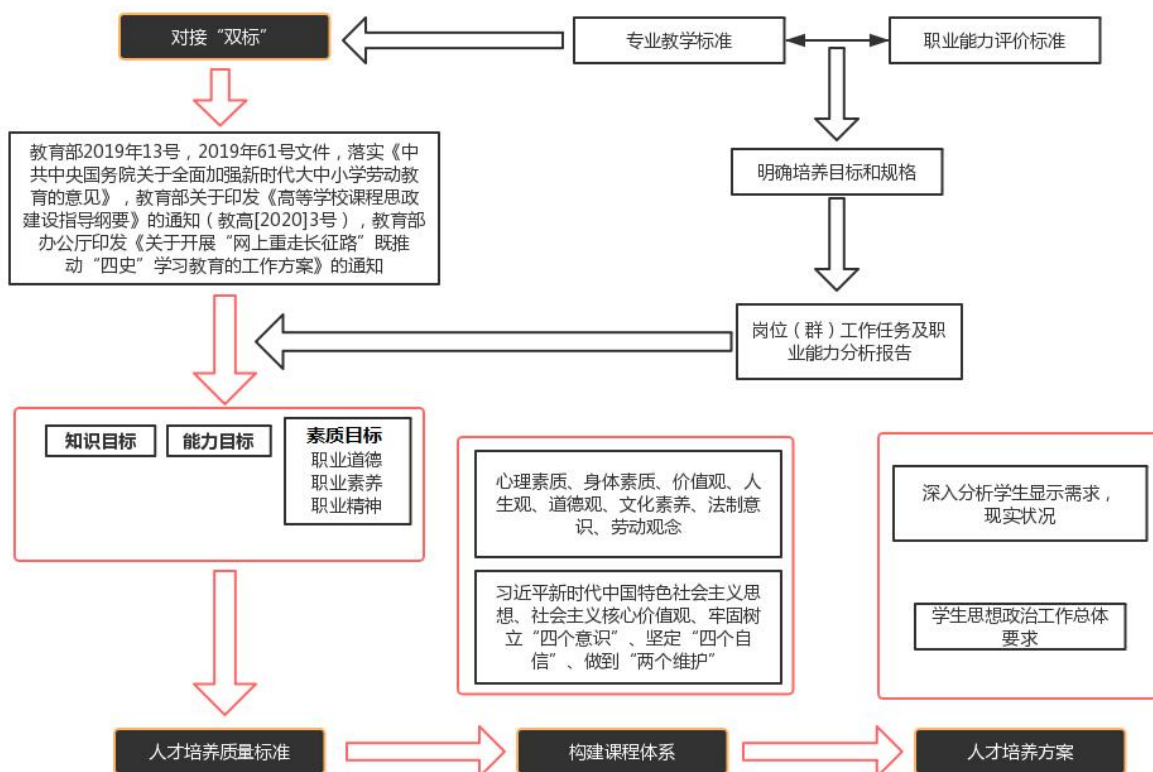 对接“双标”
专业教学标准
职业能力评价标准
教育部2019年13号，2019年61号文件，落实《中
共中央国务院关于全面加强新时代大中小学劳动教
育的意见》，教育部关于印发《高等学校课程思政
建设指导纲要》的通知（教高[2020]3号），教育部
办公厅印发《关于开展“网上重走长征路”既推
动“四史”学习教育的工作方案》的通知
明确培养目标和规格
岗位（群）工作任务及职
业能力分析报告
知识目标
能力目标
素质目标
职业道德
职业素养
职业精神
心理素质、身体素质、价值观、人
生观、道德观、文化素养、法制意
识、劳动观念
习近平新时代中国特色社会主义思
想、社会主义核心价值观、牢固树
立“四个意识”、坚定“四个自
信”、做到“两个维护”
深入分析学生显示需求，
现实状况
学生思想政治工作总体
要求
人才培养质量标准
构建课程体系
人才培养方案